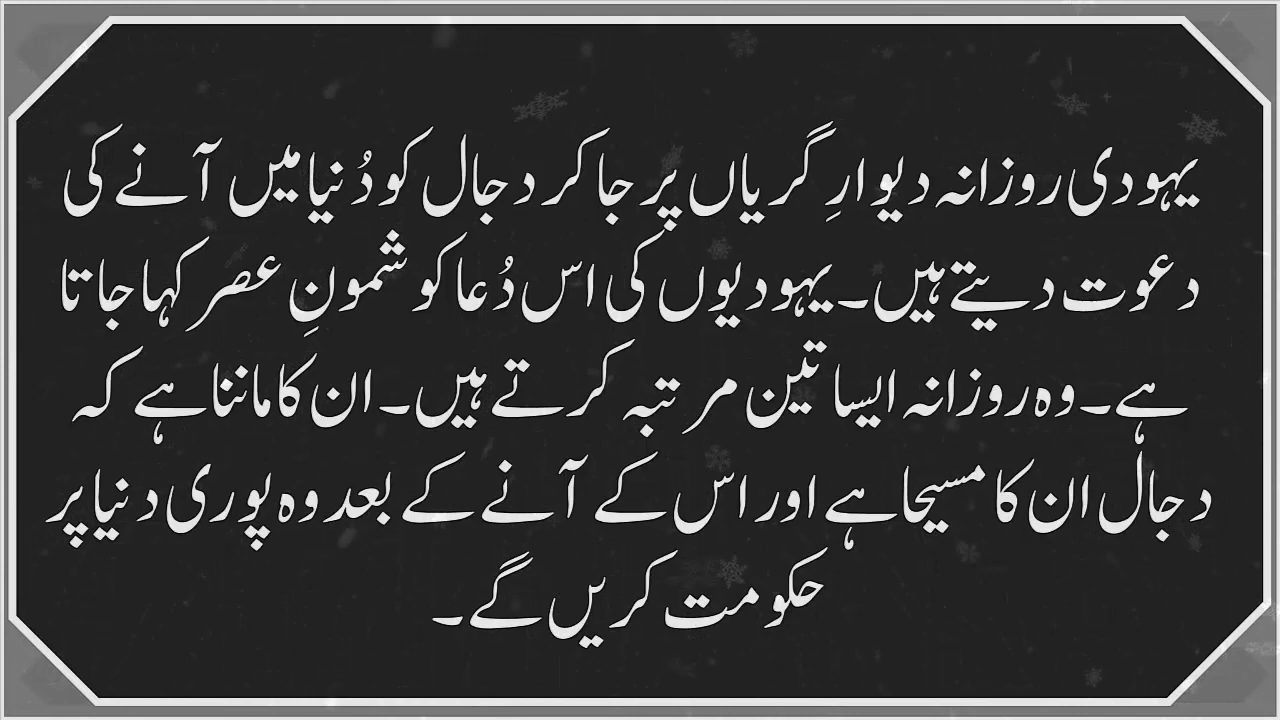 یہودی روزانہ دیوارِ گریاں پر جا کر دجال کو دُنیا میں آنے کی
دعوت دیتے ہیں۔ یہودیوں کی اس دُعا کو شمونِ عصر کہا جاتا
ہے۔ وہ روزانہ ایسا تین مرتبہ کرتے ہیں۔ ان کا ماننا ہے کہ
دجال ان کا مسیحا ہے اور اس کے آنے کے بعد وہ پوری دنیا پر
حکومت کریں گے۔